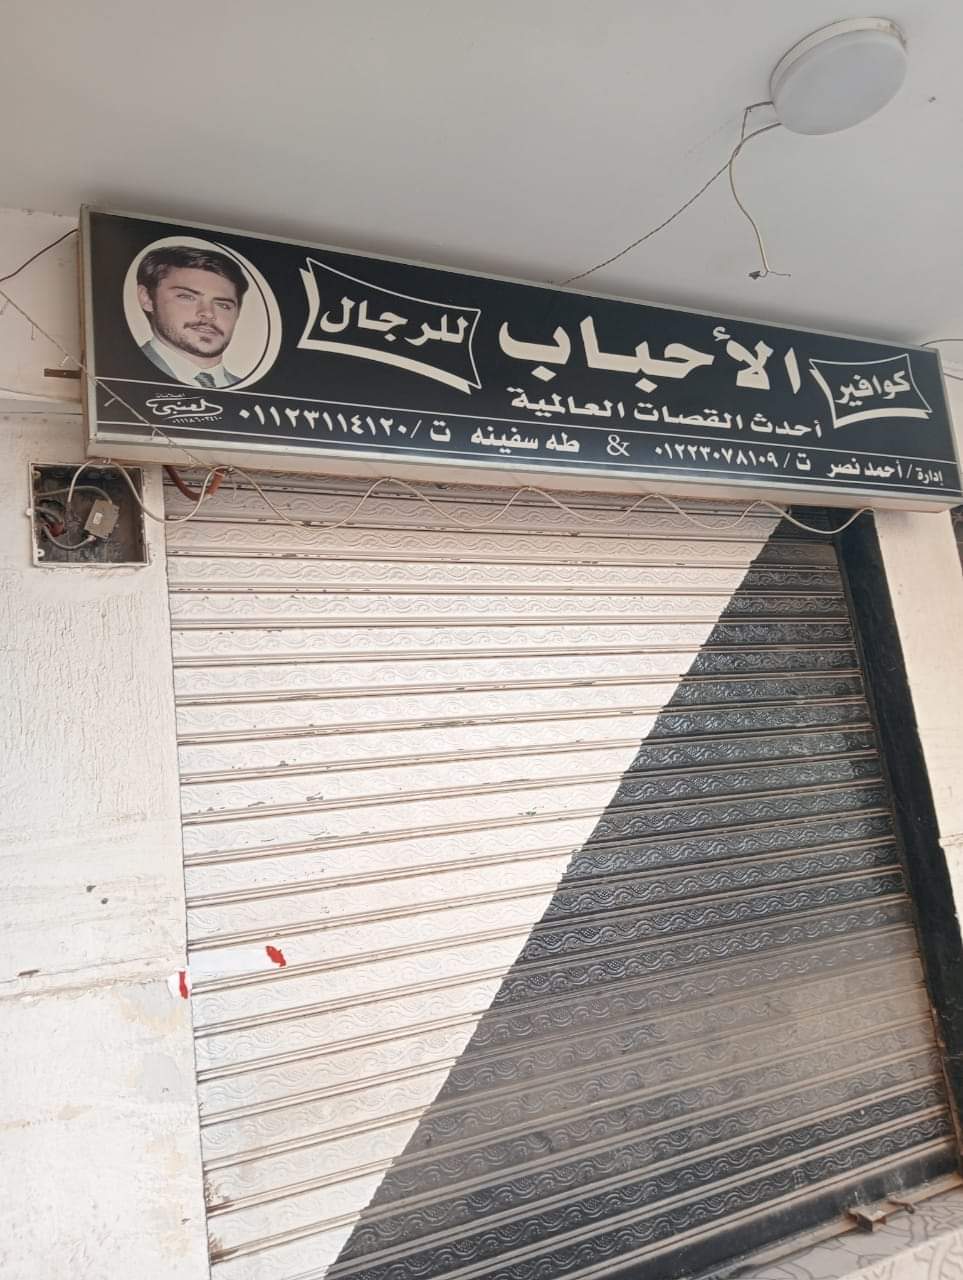 كوافير الأحباب للرجال
أحدث القصات العالمية
إدارة / أحمد نصر ت / ٠١٢٢٣٠٧٨١٠٩ & طه سفينه ت / ٠١١٢٣١١٤١٢٠